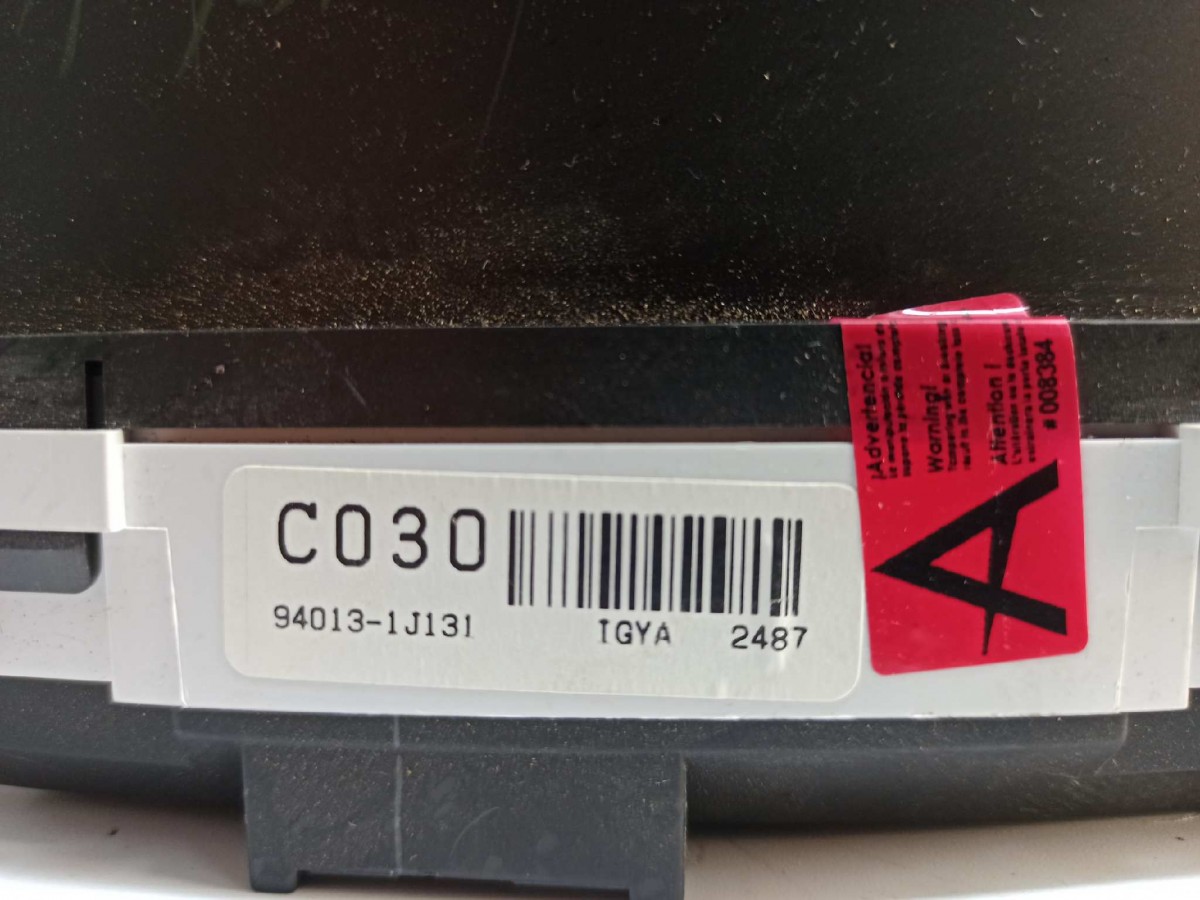 C030
94013-1J131
IGYA 2487
¡Advertencia!
Warning!
Attention !
#008384
A